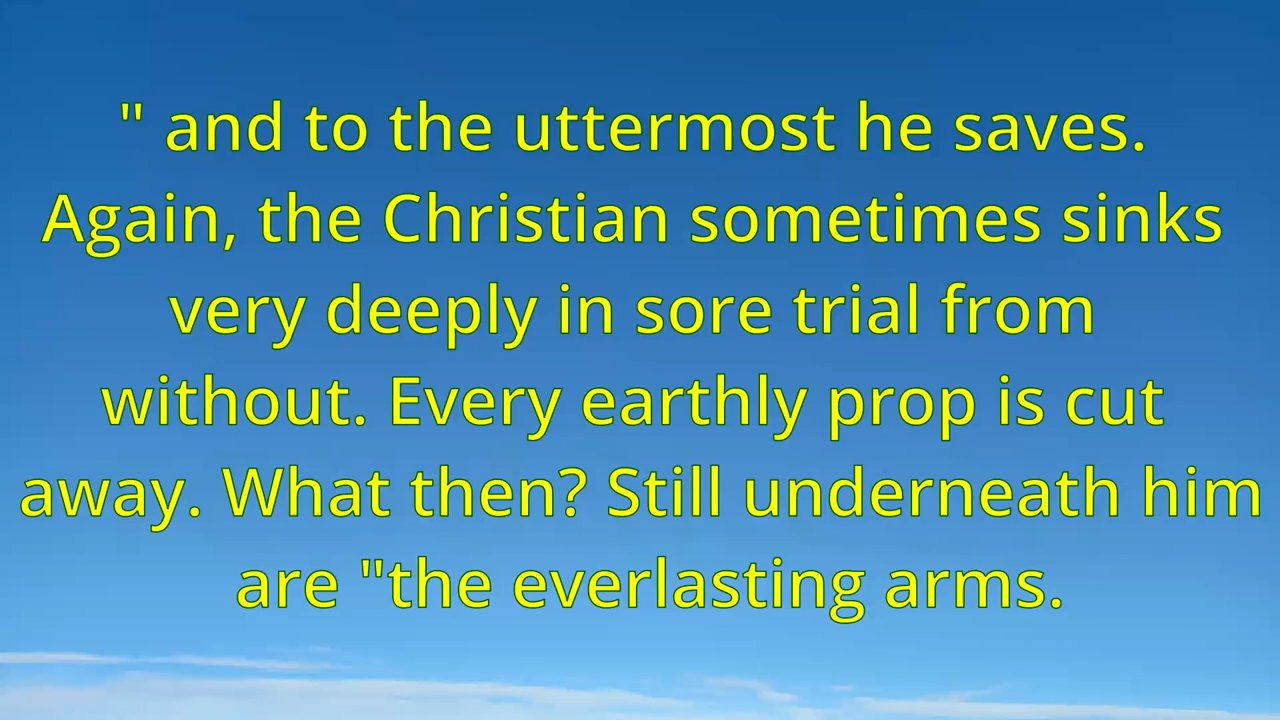 " and to the uttermost he saves.
Again, the Christian sometimes sinks
very deeply in sore trial from
without. Every earthly prop is cut
away. What then? Still underneath him
are "the everlasting arms.